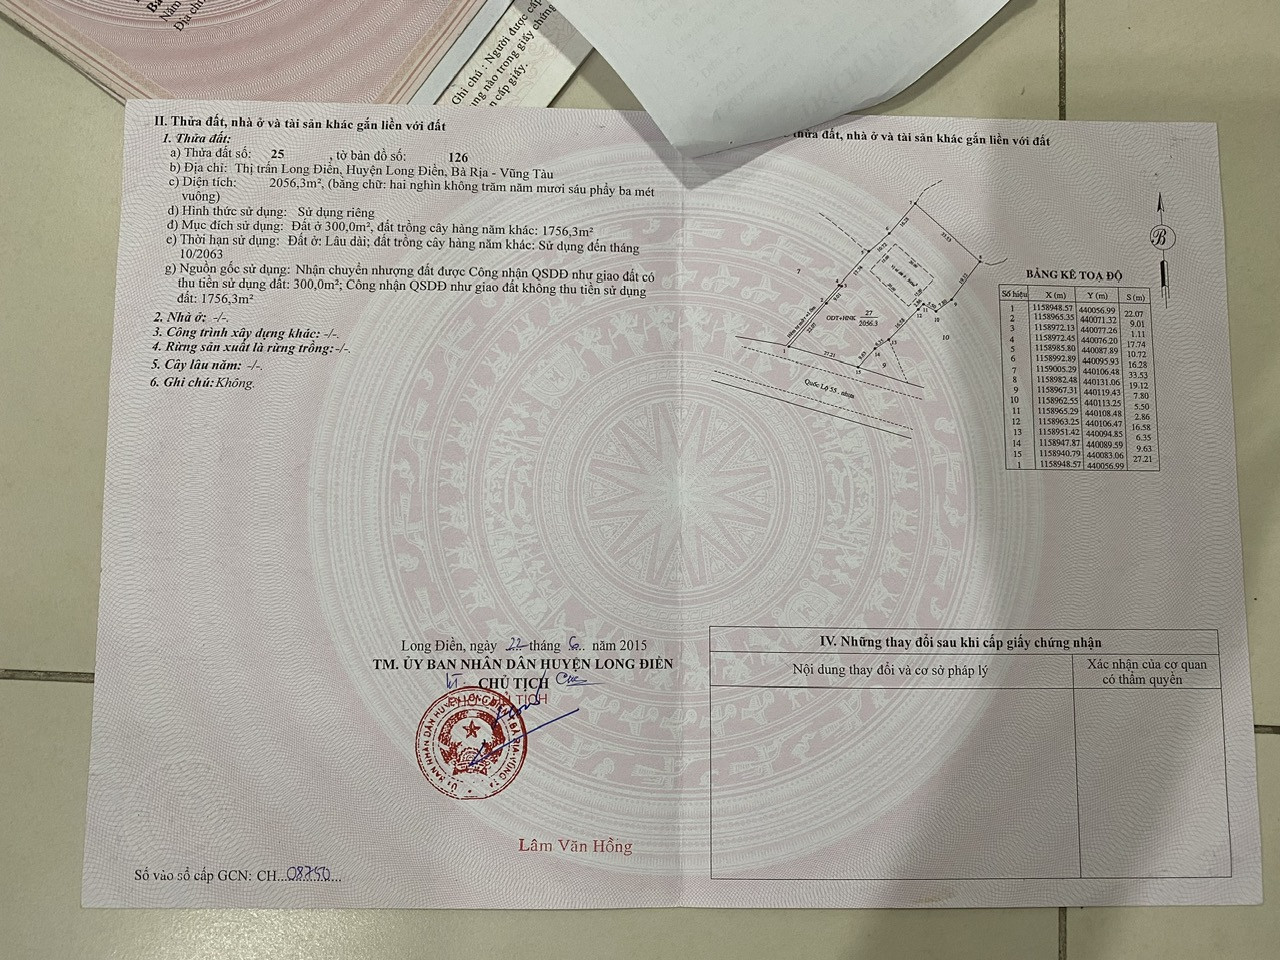 Ghi chú : Người được cấp
ung nào trong giấy chứng
n cấp giấy.
II. Thửa đất, nhà ở và tài sản khác gắn liền với đất
1. Thửa đất:
a) Thửa đất số: 25 , tờ bản đồ số: 126
b) Địa chỉ: Thị trấn Long Điền, Huyện Long Điền, Bà Rịa - Vũng Tàu
c) Diện tích: 2056,3m², (bằng chữ: hai nghìn không trăm năm mươi sáu phẩy ba mét
vuông)
d) Hình thức sử dụng: Sử dụng riêng
đ) Mục đích sử dụng: Đất ở 300,0m², đất trồng cây hàng năm khác: 1756,3m²
e) Thời hạn sử dụng: Đất ở: Lâu dài; đất trồng cây hàng năm khác: Sử dụng đến tháng
10/2063
g) Nguồn gốc sử dụng: Nhận chuyển nhượng đất được Công nhận QSDĐ như giao đất có
thu tiền sử dụng đất: 300,0m²; Công nhận QSDĐ như giao đất không thu tiền sử dụng
đất: 1756,3m²
2. Nhà ở: -/-.
3. Công trình xây dựng khác: -/-.
4. Rừng sản xuất là rừng trồng: -/-.
5. Cây lâu năm: -/-.
6. Ghi chú: Không.
Long Điền, ngày 22 tháng 6 năm 2015
TM. ỦY BAN NHÂN DÂN HUYỆN LONG ĐIỀN
CHỦ TỊCH
Lâm Văn Hồng
Số vào sổ cấp GCN: CH 08750
thửa đất, nhà ở và tài sản khác gắn liền với đất
B
ODT+HNK 27
2056.3
27.21
Quốc Lộ 55 , nhựa
BẢNG KÊ TOẠ ĐỘ
Số hiệu X (m) Y (m) S (m)
1 1158948.57 440056.99
22.07
2 1158965.35 440071.32
9.01
3 1158972.13 440077.26
1.11
4 1158972.45 440076.20
17.74
5 1158985.80 440087.89
10.72
6 1158992.89 440095.93
16.28
7 1159005.29 440106.48
33.53
8 1158982.48 440131.06
19.12
9 1158967.31 440119.43
7.80
10 1158962.55 440113.25
5.50
11 1158965.29 440108.48
2.86
12 1158963.25 440106.47
16.58
13 1158951.42 440094.85
6.35
14 1158947.87 440089.59
9.63
15 1158940.79 440083.06
27.21
1 1158948.57 440056.99
IV. Những thay đổi sau khi cấp giấy chứng nhận
Nội dung thay đổi và cơ sở pháp lý
Xác nhận của cơ quan
có thẩm quyền